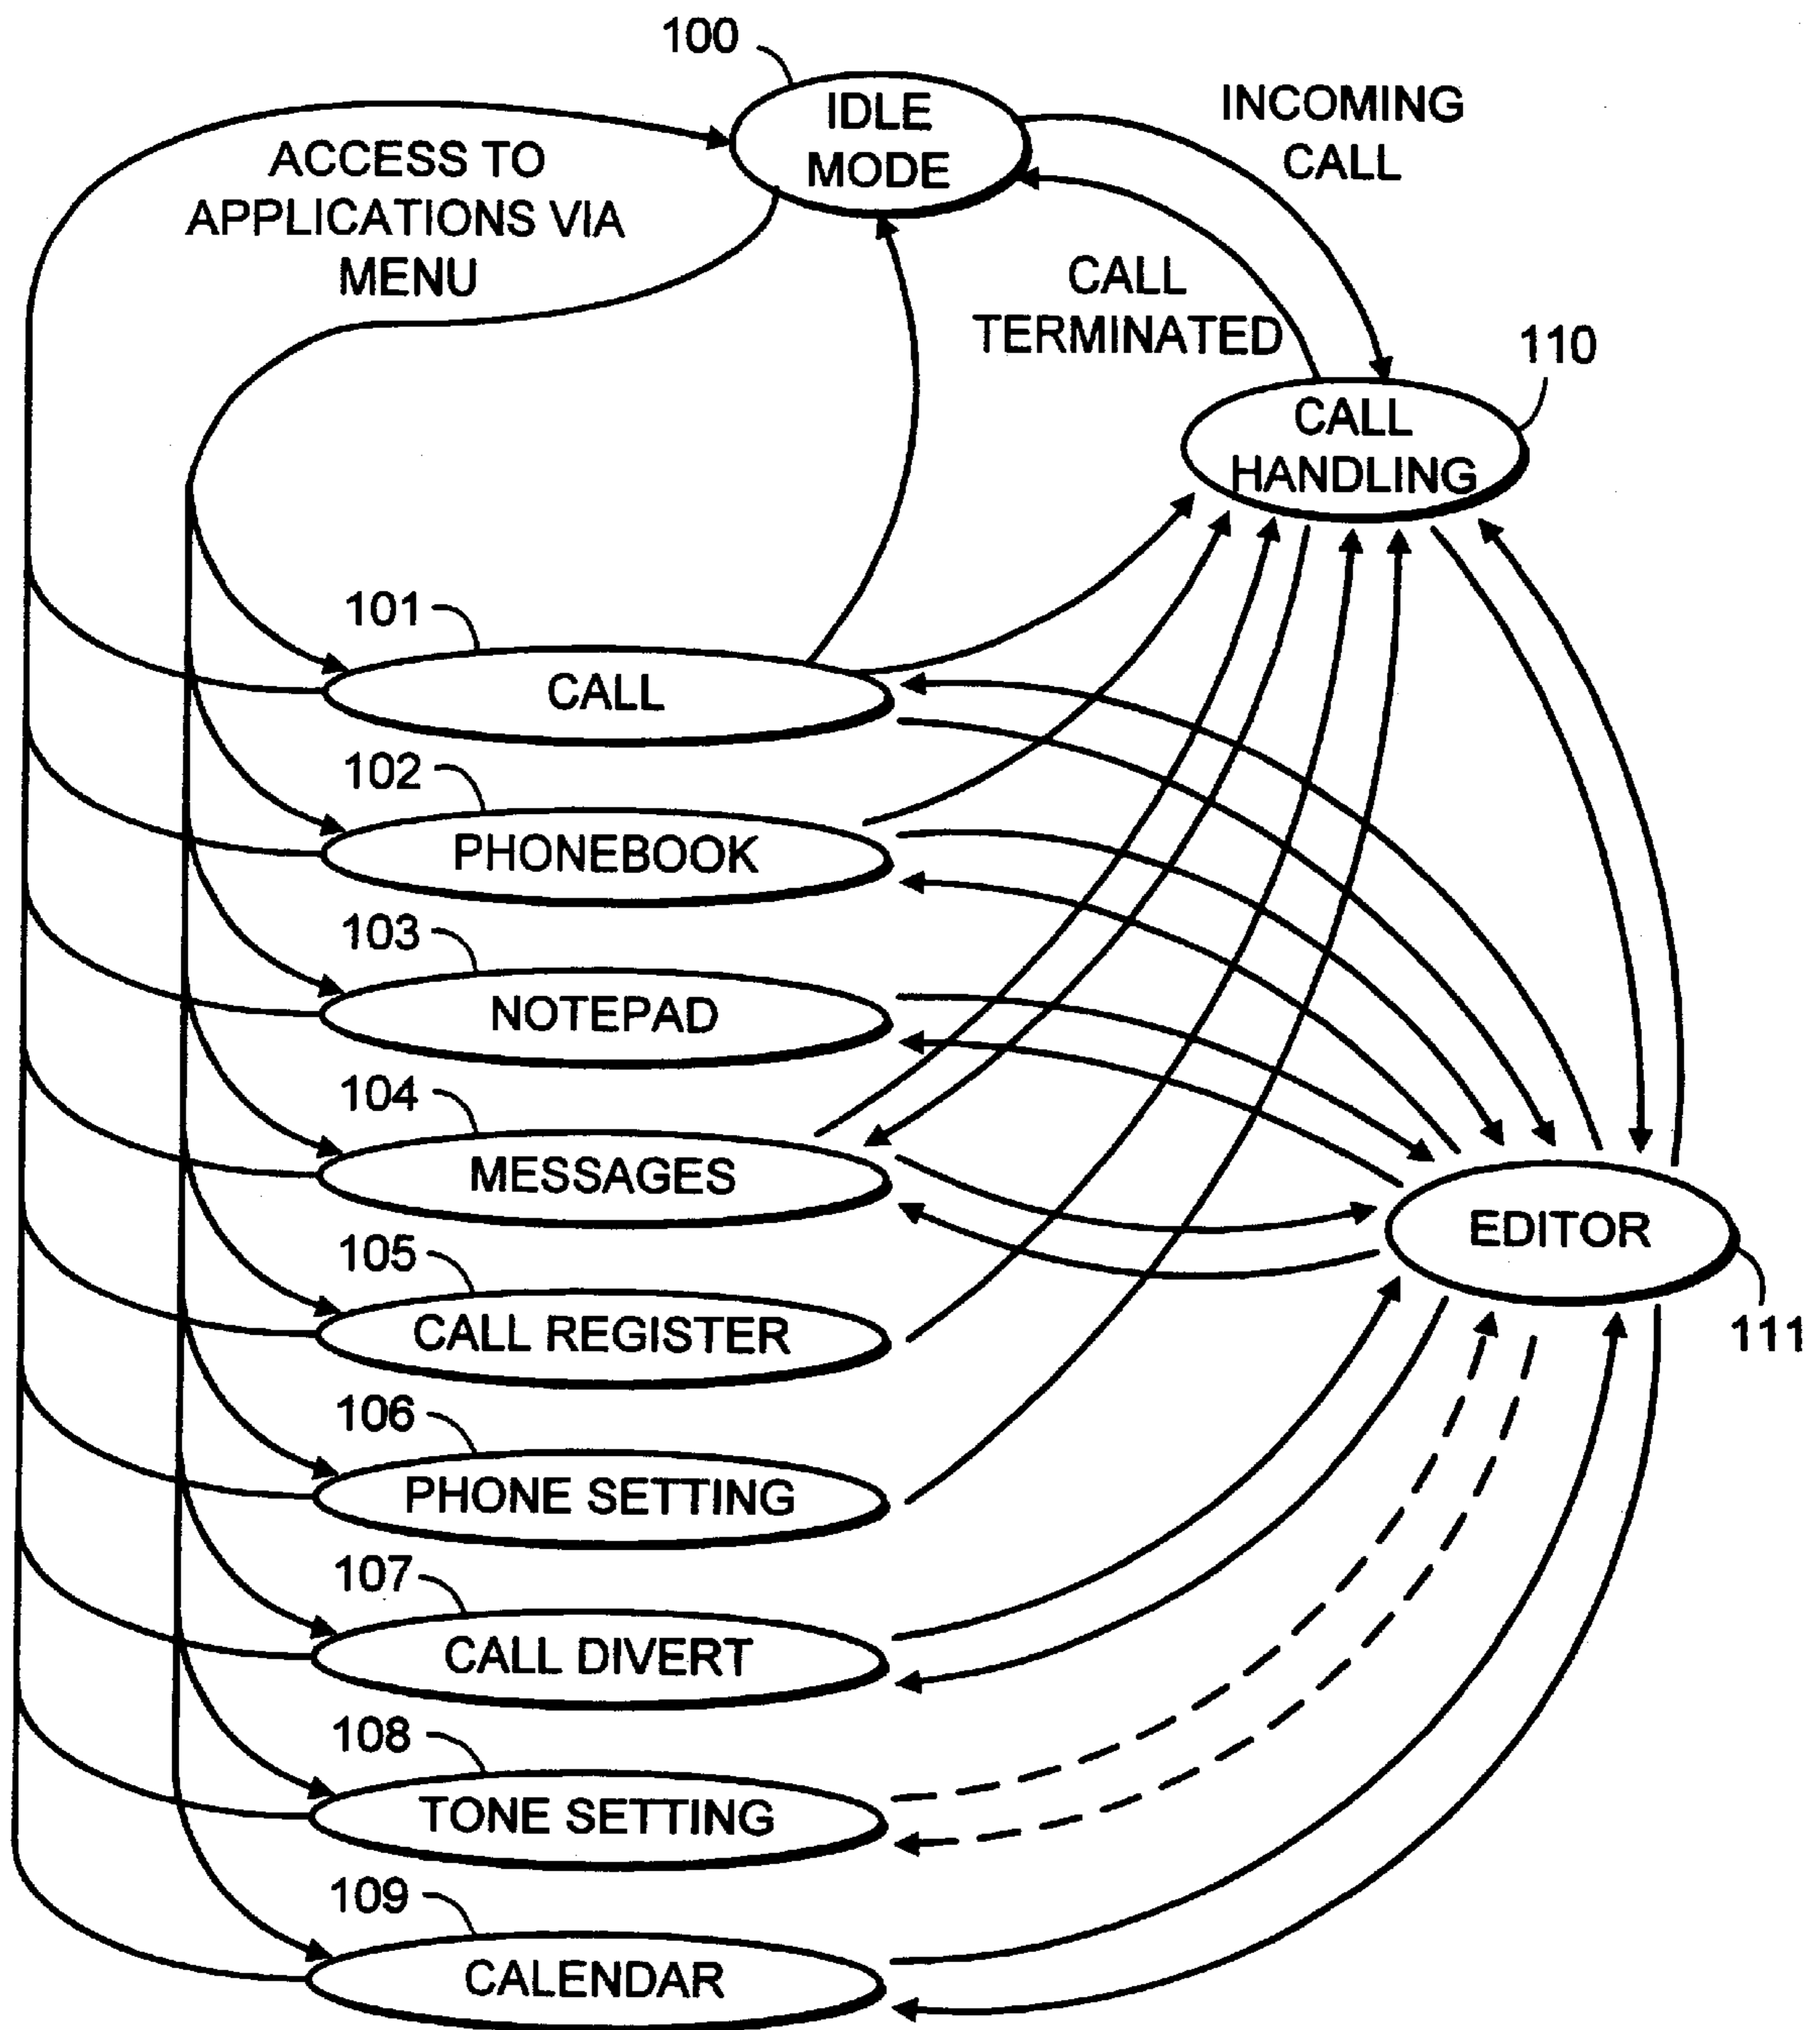 100
IDLE
MODE
INCOMING
CALL
ACCESS TO
APPLICATIONS VIA
MENU
CALL
TERMINATED
110
CALL
HANDLING
101
CALL
102
PHONEBOOK
103
NOTEPAD
104
MESSAGES
EDITOR
111
105
CALL REGISTER
106
PHONE SETTING
107
CALL DIVERT
108
TONE SETTING
109
CALENDAR